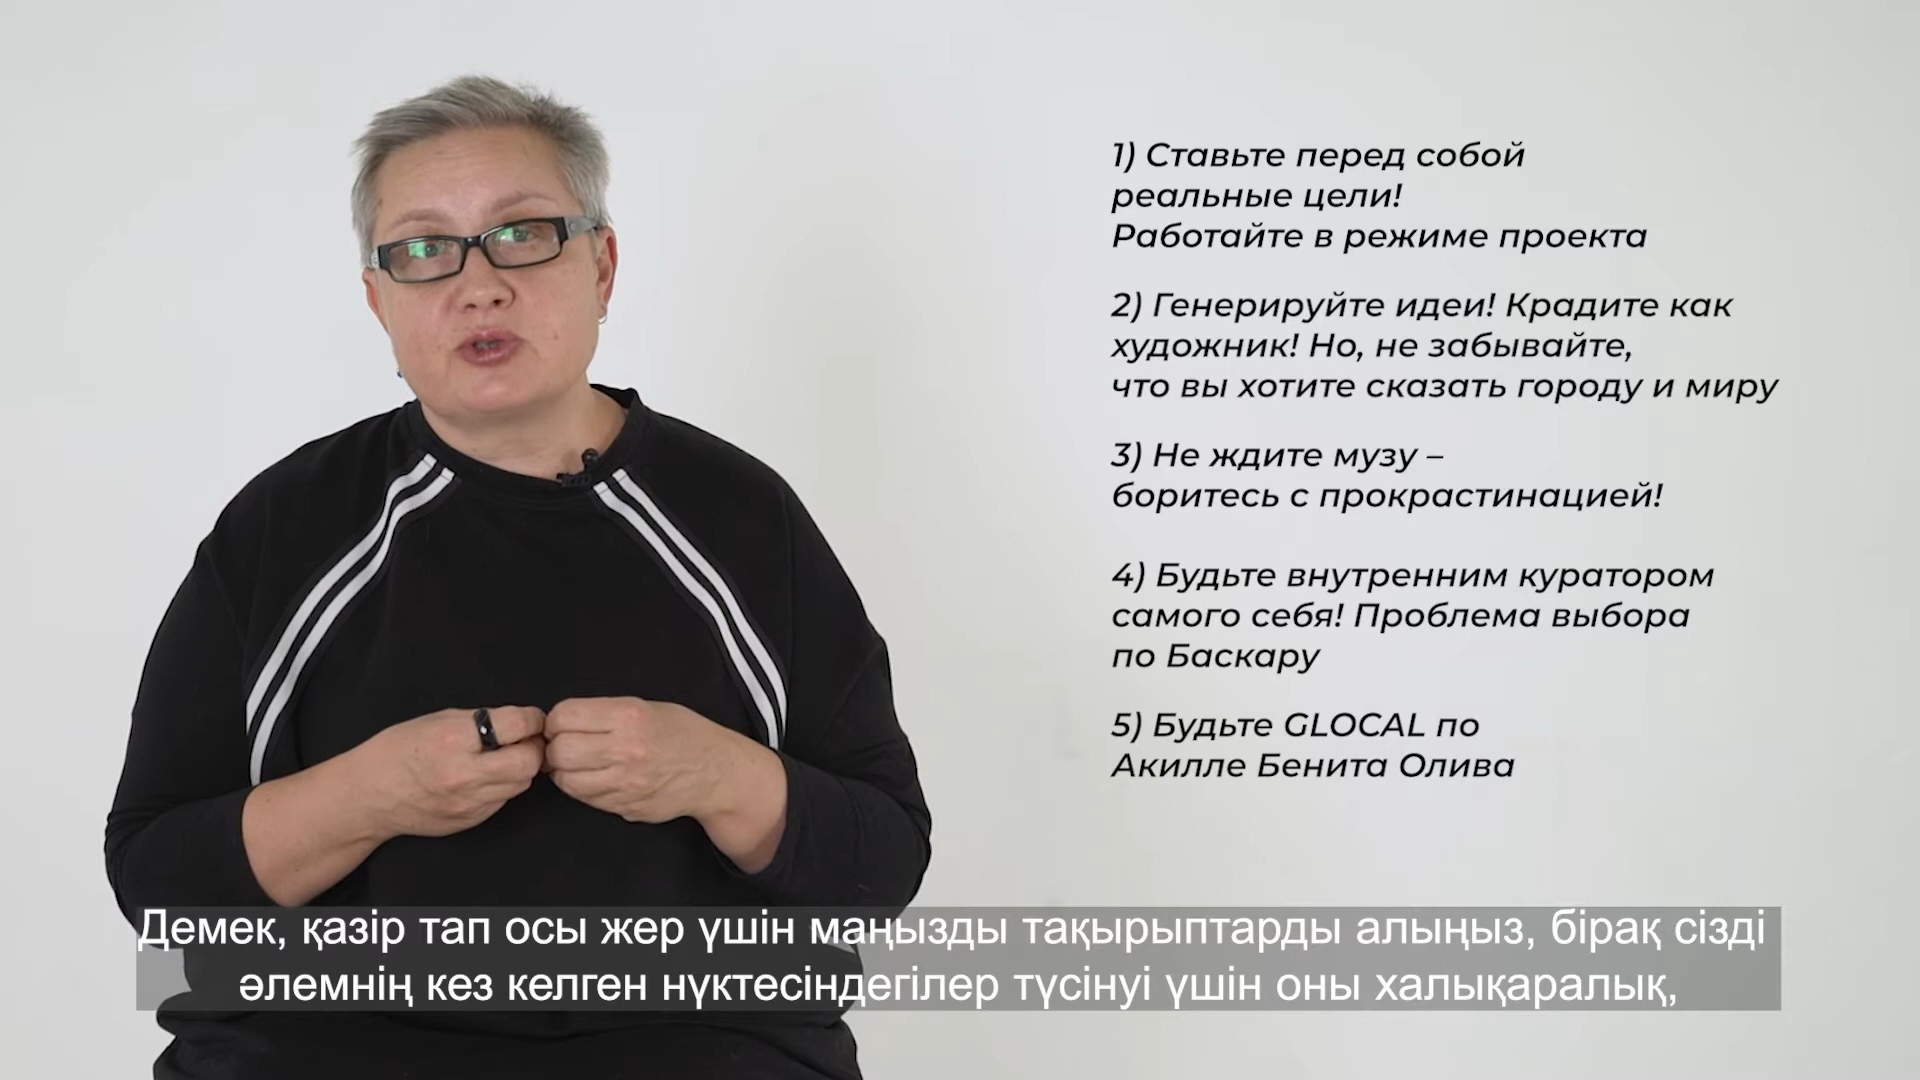 1) Ставьте перед собой
реальные цели!
Работайте в режиме проекта
2) Генерируйте идеи! Крадите как
художник! Но, не забывайте,
что вы хотите сказать городу и миру
3) Не ждите музу –
боритесь с прокрастинацией!
4) Будьте внутренним куратором
самого себя! Проблема выбора
по Баскару
5) Будьте GLOCAL по
Акилле Бенита Олива
Демек, қазір тап осы жер үшін маңызды тақырыптарды алыңыз, бірақ сізді
әлемнің кез келген нүктесіндегілер түсінуі үшін оны халықаралық,